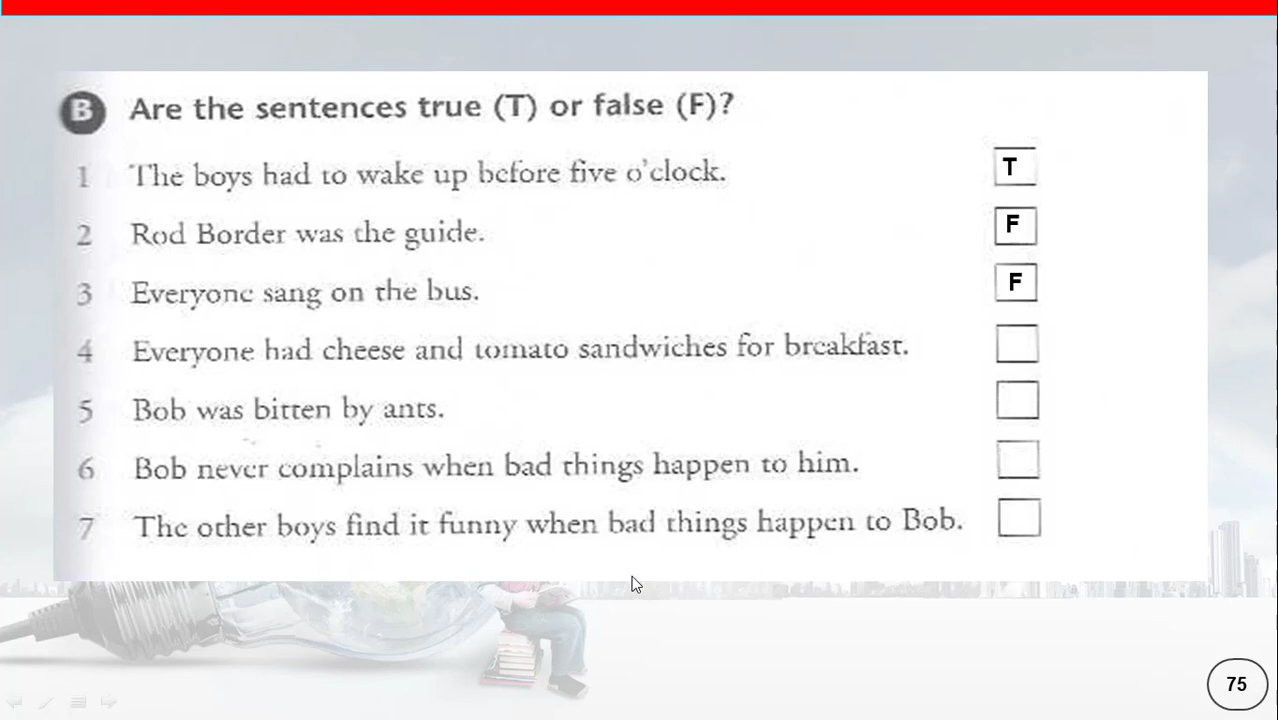 B Are the sentences true (T) or false (F)?
1 The boys had to wake up before five o'clock. T
2 Rod Border was the guide. F
3 Everyone sang on the bus. F
4 Everyone had cheese and tomato sandwiches for breakfast.
5 Bob was bitten by ants.
6 Bob never complains when bad things happen to him.
7 The other boys find it funny when bad things happen to Bob.
75